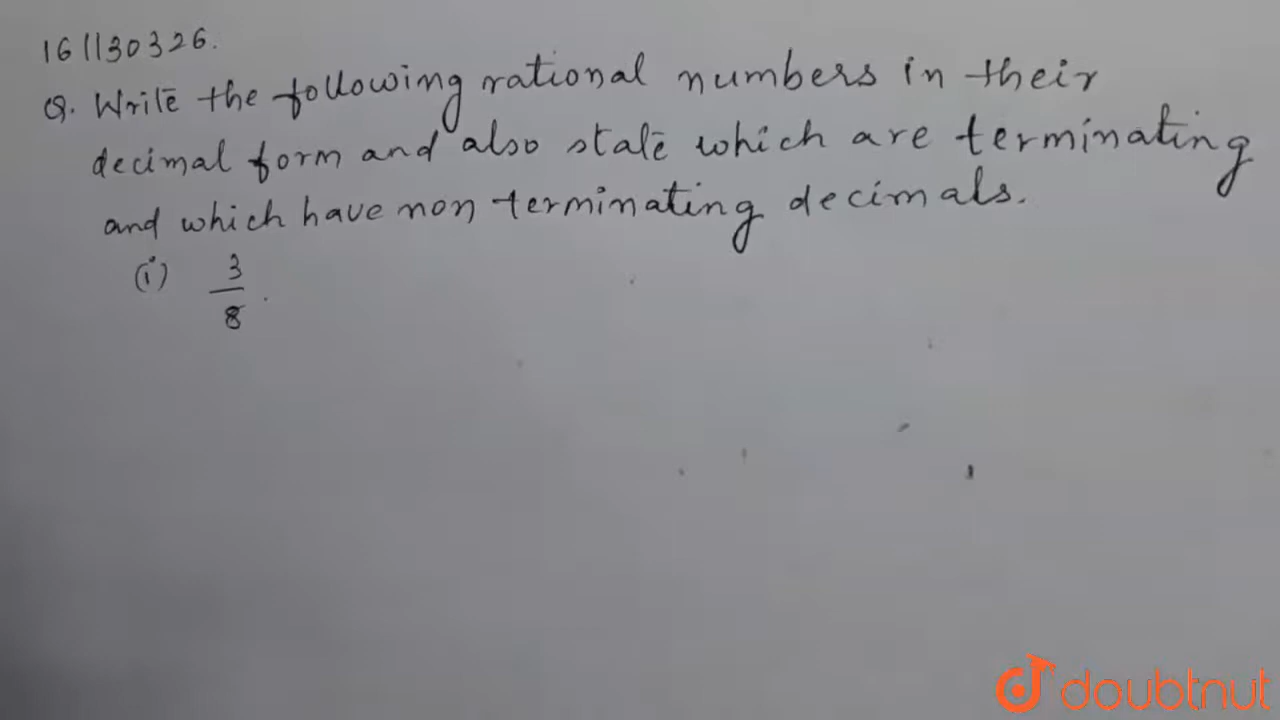 161130326.
Q. Write the following rational numbers in their
decimal form and also state which are terminating
and which have non terminating decimals.
(i) 3/8.
doubtnut